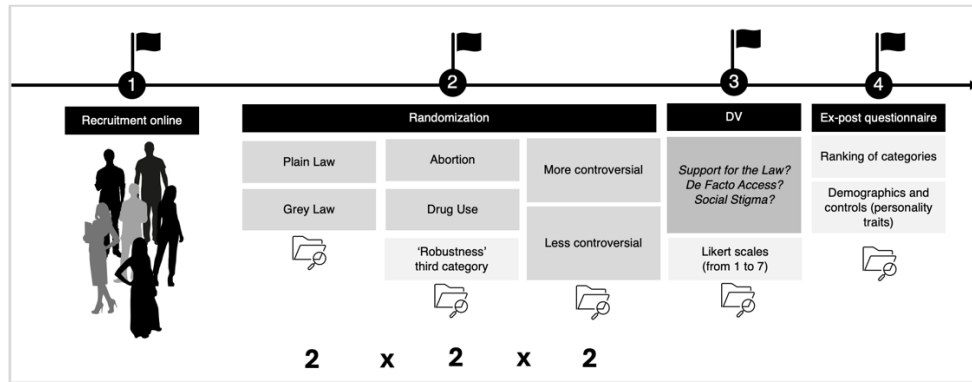 1
2
3
4
Recruitment online
Randomization
DV
Ex-post questionnaire
Plain Law
Abortion
More controversial
Support for the Law?
De Facto Access?
Social Stigma?
Ranking of categories
Grey Law
Drug Use
Less controversial
Demographics and
controls (personality
traits)
‘Robustness’
third category
Likert scales
(from 1 to 7)
2 x 2 x 2